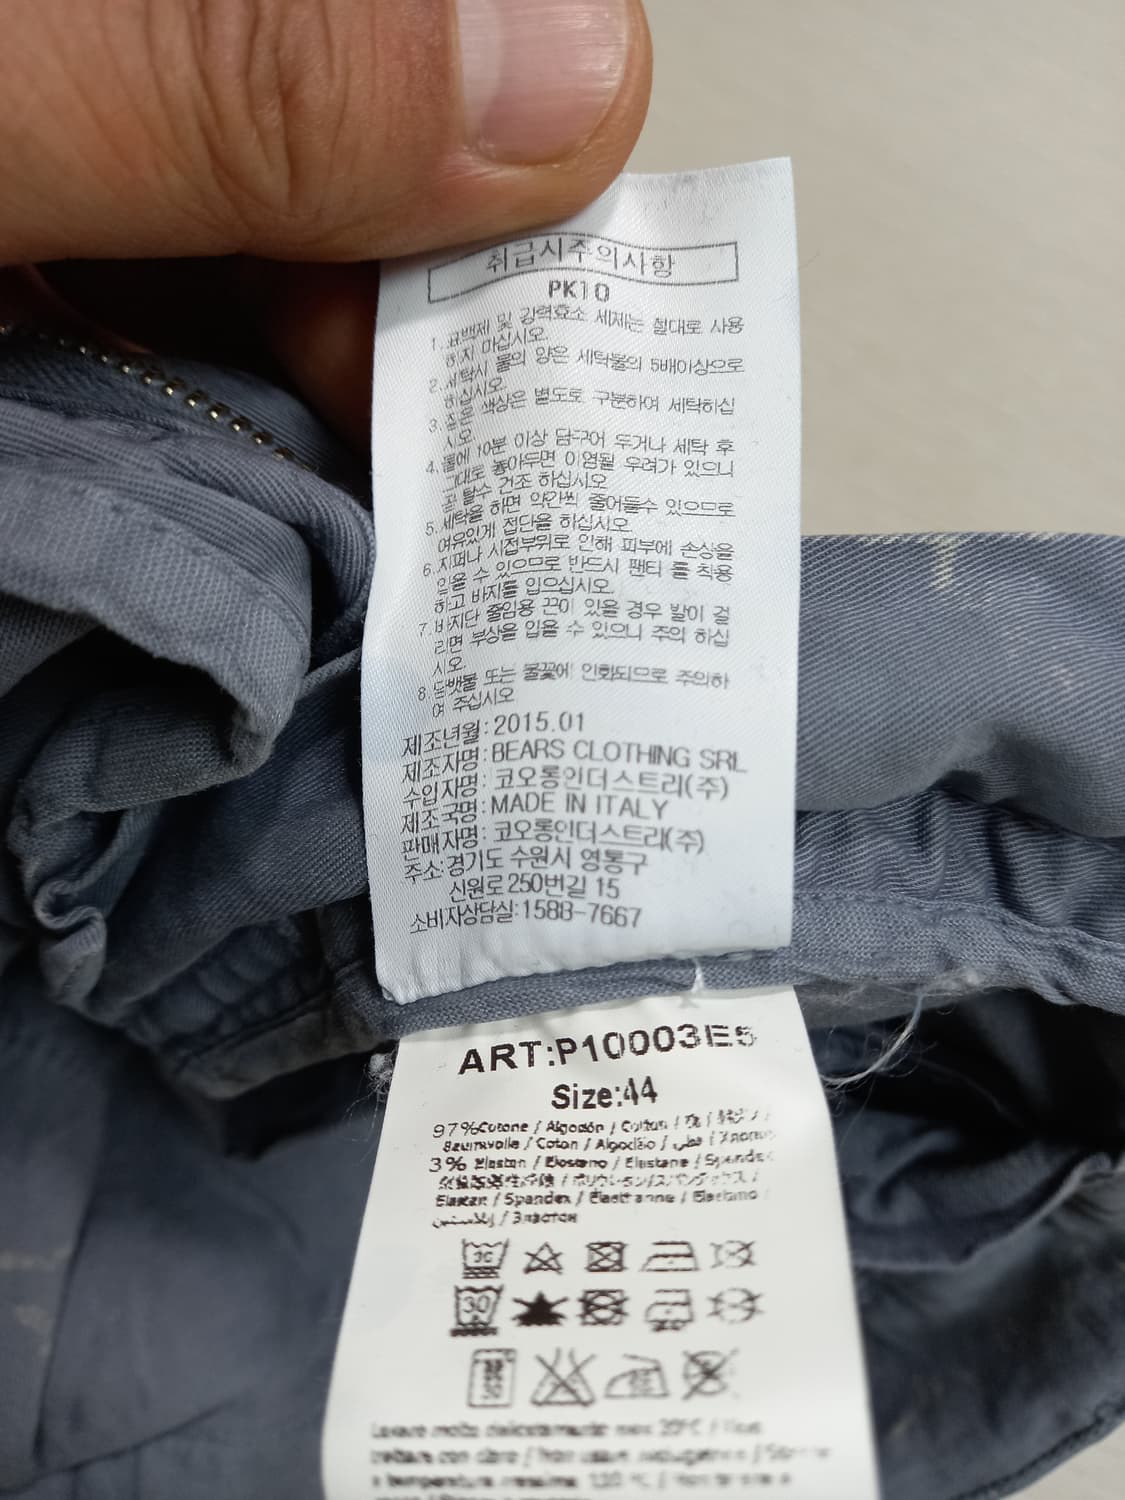 취급시주의사항
PK10
1. 표백제 및 강력효소 세제는 절대로 사용
하지 마십시오.
2. 세탁시 물의 양은 세탁물의 5배이상으로
하십시오.
3. 짙은 색상은 별도로 구분하여 세탁하십
시오.
4. 물에 10분 이상 담구어 두거나 세탁 후
그대로 놓아두면 이염될 우려가 있으니
곧 탈수 건조 하십시오
5. 세탁을 하면 약간씩 줄어들수 있으므로
여유있게 접단을 하십시오.
6. 지퍼나 시접부위로 인해 피부에 손상을
입을 수 있으므로 반드시 팬티 를 착용
하고 바지를 입으십시오.
7. 바지단 줄임용 끈이 있을 경우 발이 걸
리면 부상을 입을 수 있으니 주의 하십
시오.
8. 담뱃불 또는 불꽃에 인화되므로 주의하
여 주십시오
제조년월: 2015.01
제조자명: BEARS CLOTHING SRL
수입자명: 코오롱인더스트리(주)
제조국명: MADE IN ITALY
판매자명: 코오롱인더스트리(주)
주소: 경기도 수원시 영통구
신원로250번길 15
소비자상담실:1588-7667
ART:P10003E5
Size:44
97%Cotone / Algodón / Cotton /
Baumwolle / Coton / Algodão /
3% Elastan / Elastano / Elastane /
Elastan / Spandex /
/ Эластон
30
30
30